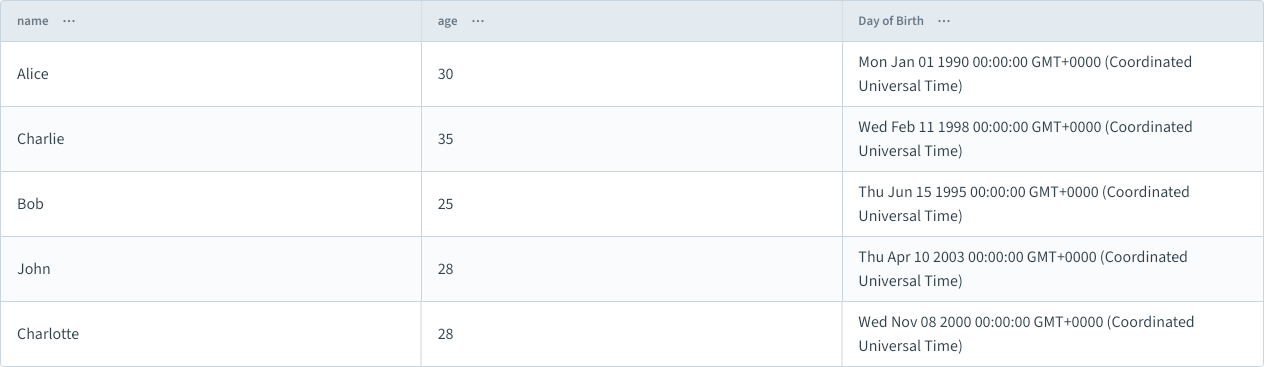 name ··· age ··· Day of Birth ···
Alice 30 Mon Jan 01 1990 00:00:00 GMT+0000 (Coordinated
Universal Time)
Charlie 35 Wed Feb 11 1998 00:00:00 GMT+0000 (Coordinated
Universal Time)
Bob 25 Thu Jun 15 1995 00:00:00 GMT+0000 (Coordinated
Universal Time)
John 28 Thu Apr 10 2003 00:00:00 GMT+0000 (Coordinated
Universal Time)
Charlotte 28 Wed Nov 08 2000 00:00:00 GMT+0000 (Coordinated
Universal Time)